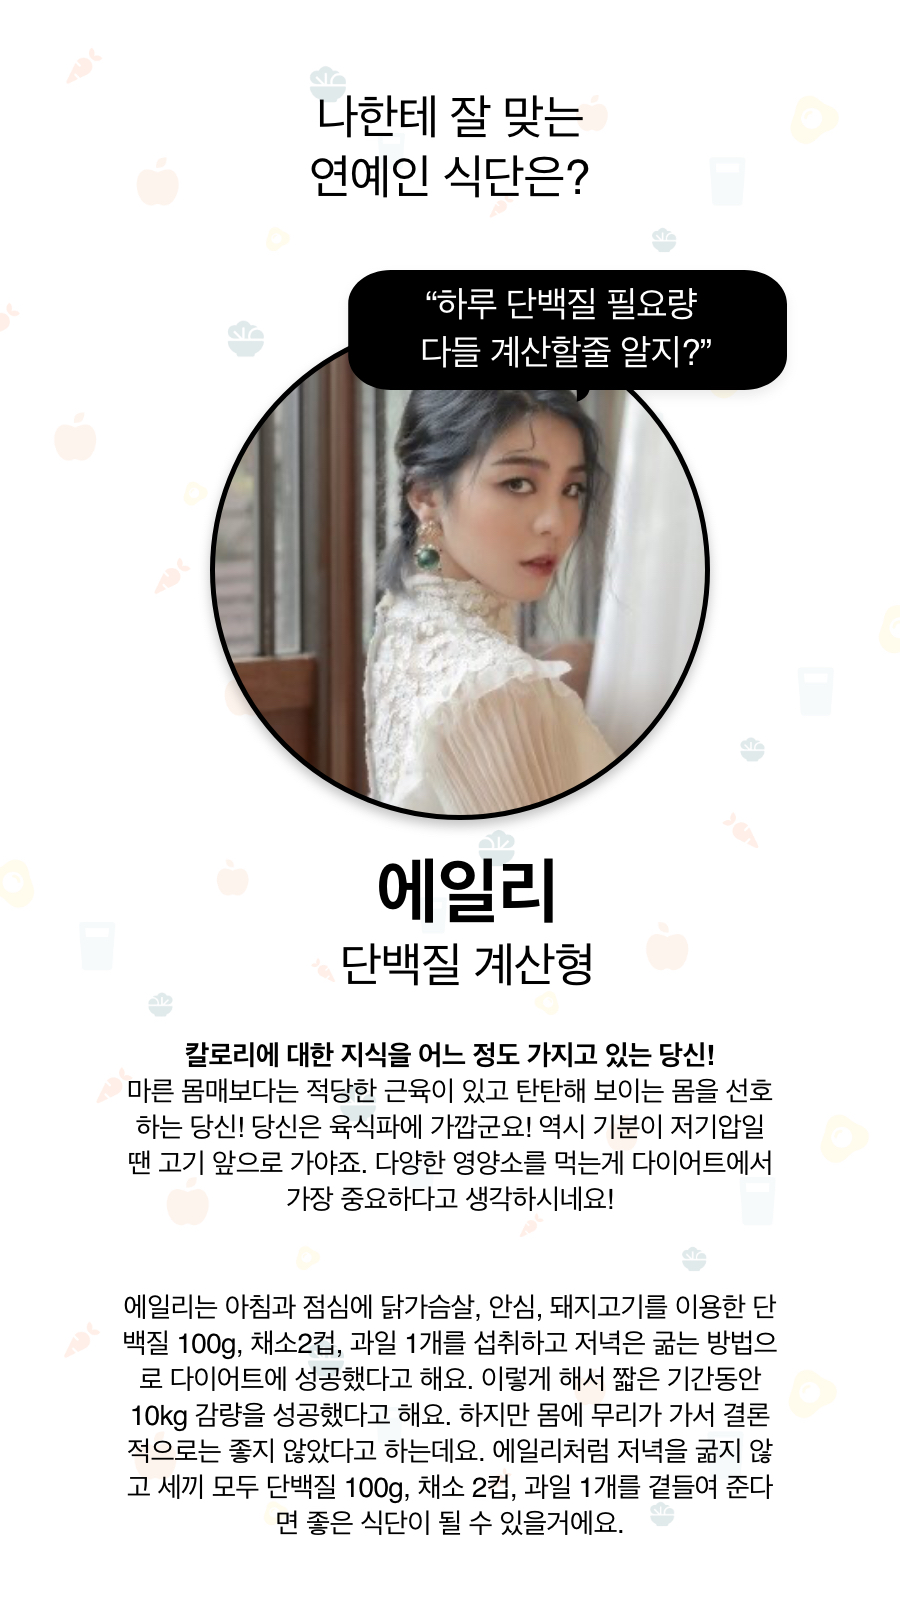 나한테 잘 맞는
연예인 식단은?
“하루 단백질 필요량
다들 계산할줄 알지?”
에일리
단백질 계산형
칼로리에 대한 지식을 어느 정도 가지고 있는 당신!
마른 몸매보다는 적당한 근육이 있고 탄탄해 보이는 몸을 선호
하는 당신! 당신은 육식파에 가깝군요! 역시 기분이 저기압일
땐 고기 앞으로 가야죠. 다양한 영양소를 먹는게 다이어트에서
가장 중요하다고 생각하시네요!
에일리는 아침과 점심에 닭가슴살, 안심, 돼지고기를 이용한 단
백질 100g, 채소2컵, 과일 1개를 섭취하고 저녁은 굶는 방법으
로 다이어트에 성공했다고 해요. 이렇게 해서 짧은 기간동안
10kg 감량을 성공했다고 해요. 하지만 몸에 무리가 가서 결론
적으로는 좋지 않았다고 하는데요. 에일리처럼 저녁을 굶지 않
고 세끼 모두 단백질 100g, 채소 2컵, 과일 1개를 곁들여 준다
면 좋은 식단이 될 수 있을거에요.